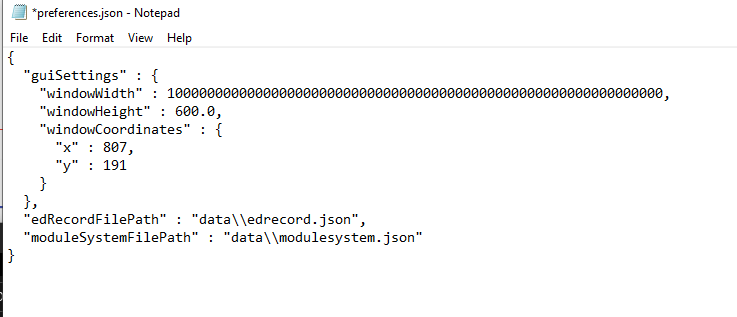 *preferences.json - Notepad
File Edit Format View Help
{
  "guiSettings" : {
    "windowWidth" : 1000000000000000000000000000000000000000000000000000000000000,
    "windowHeight" : 600.0,
    "windowCoordinates" : {
      "x" : 807,
      "y" : 191
    }
  },
  "edRecordFilePath" : "data\\edrecord.json",
  "moduleSystemFilePath" : "data\\modulesystem.json"
}